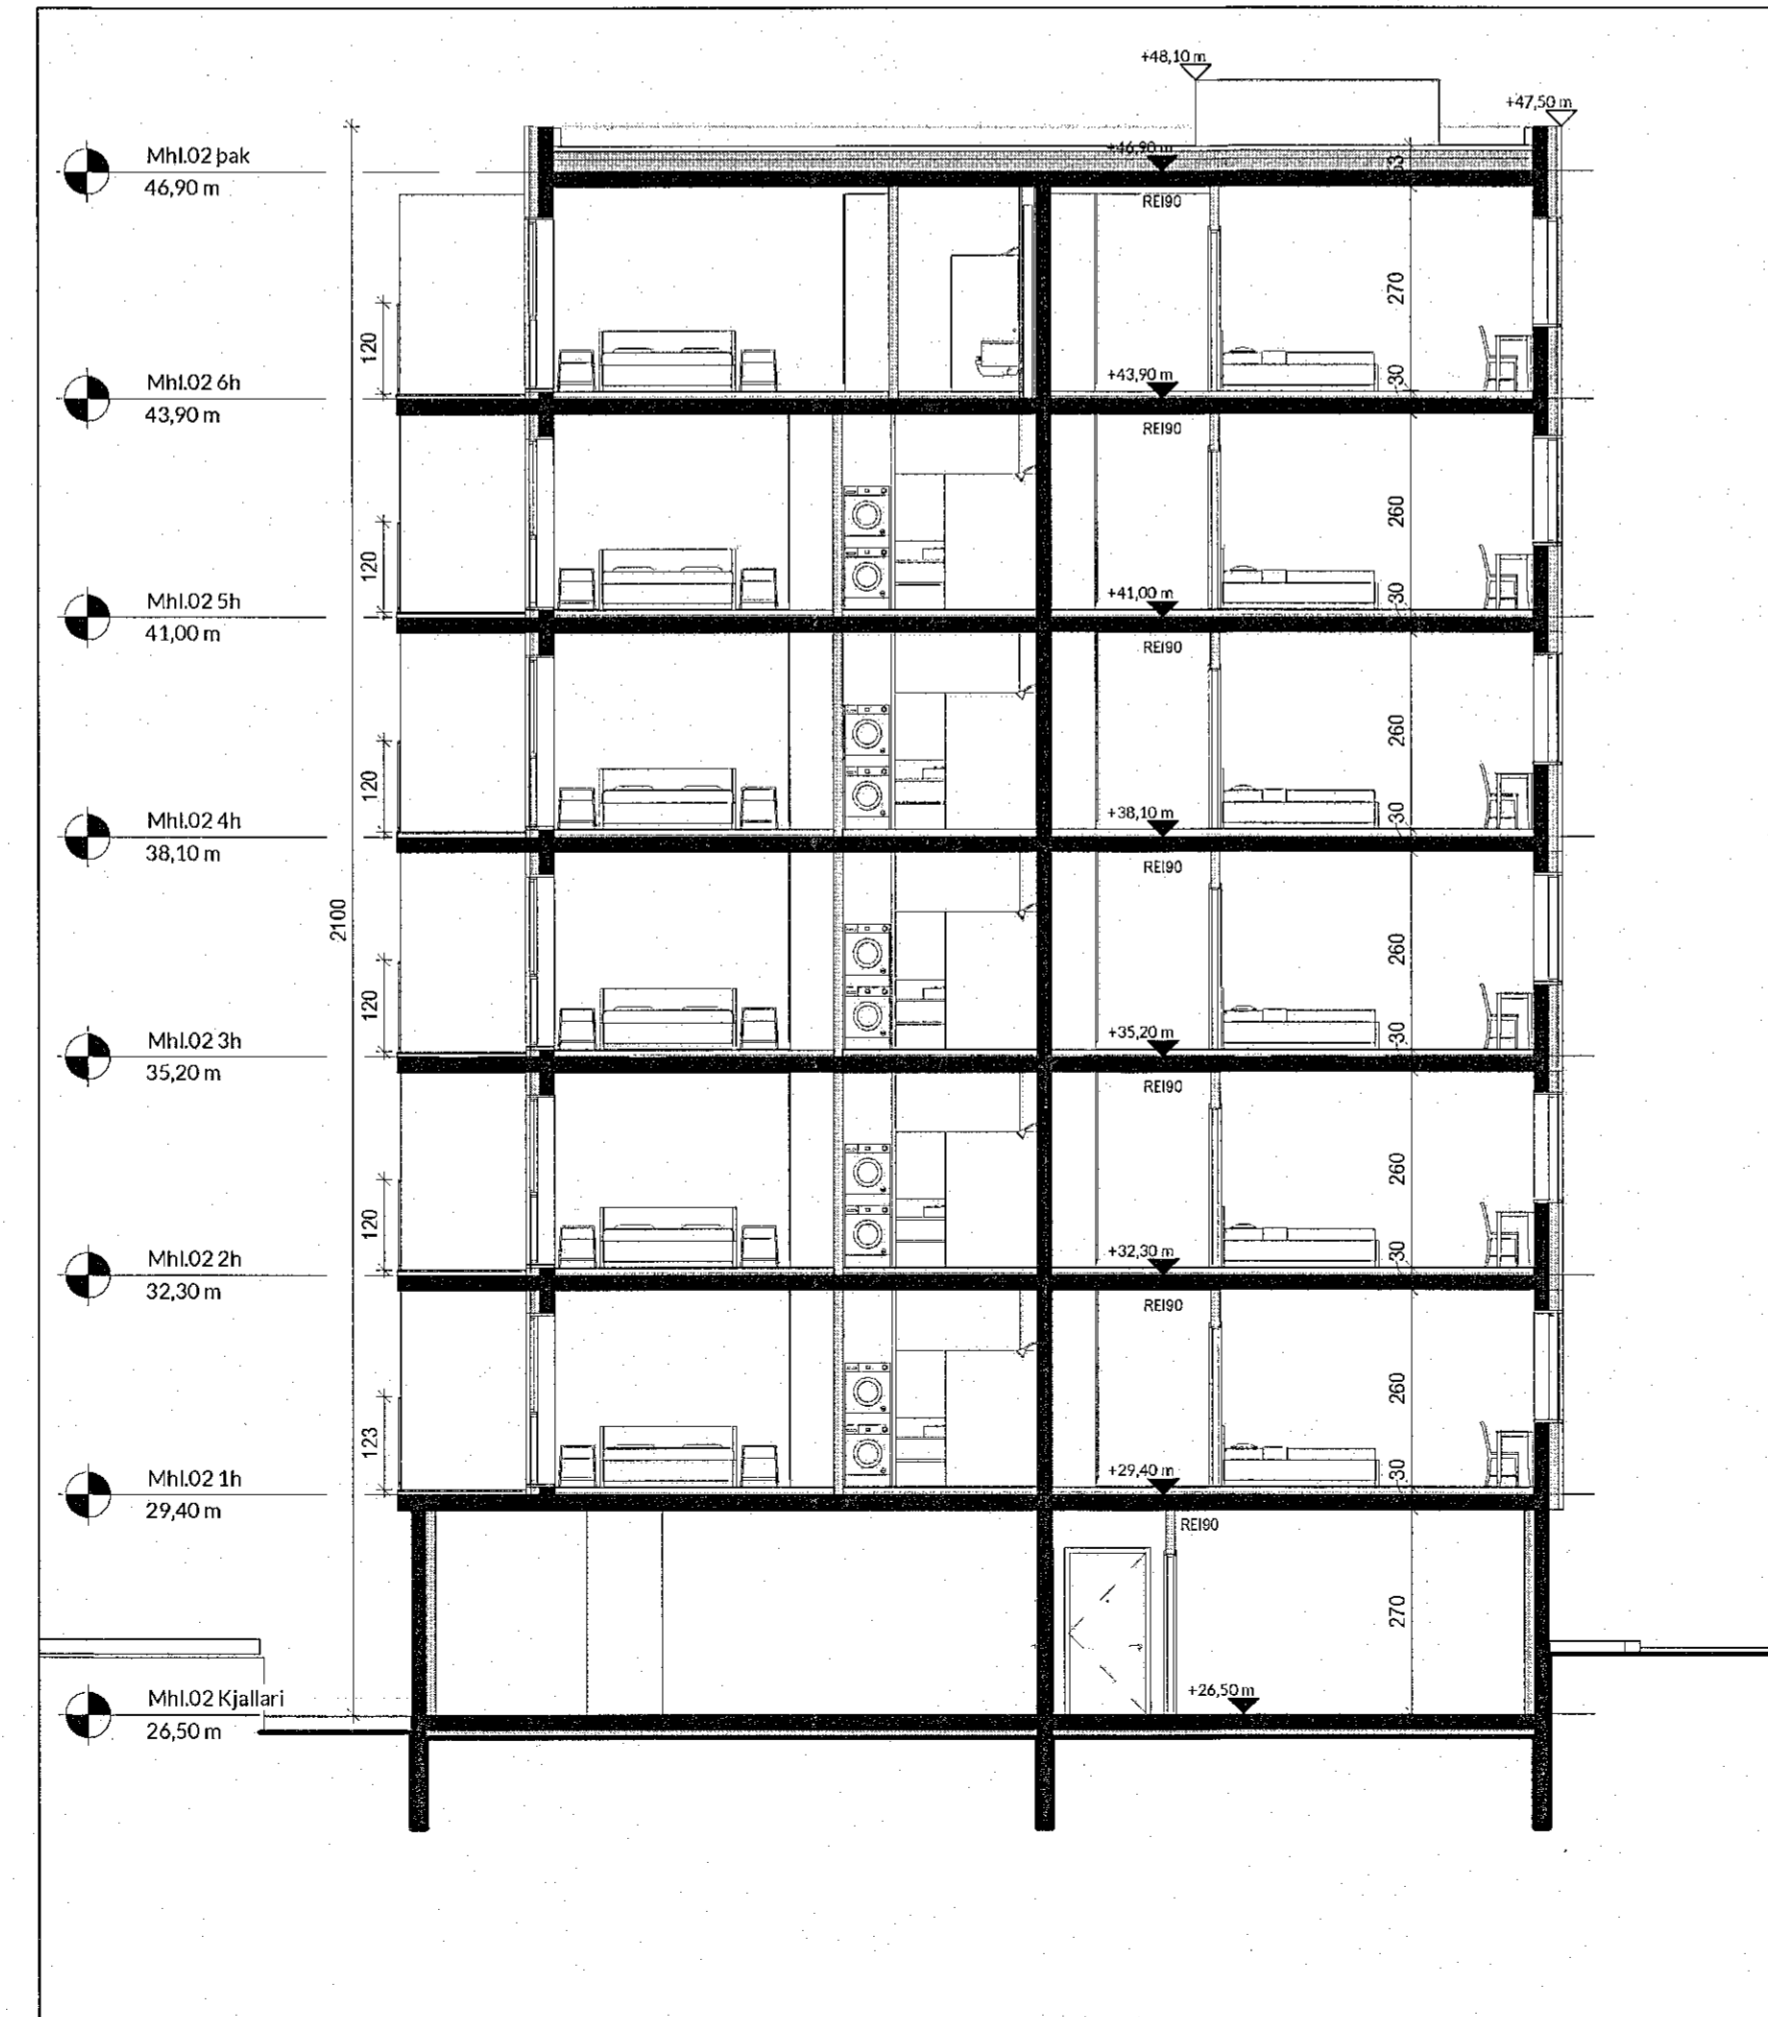 +48,10 m
+47,50 m
Mhl.02 þak
46,90 m
+46,90 m
REI90
270
120
Mhl.02 6h
43,90 m
+43,90 m
30
REI90
260
120
Mhl.02 5h
41,00 m
+41,00 m
30
REI90
260
120
Mhl.02 4h
38,10 m
+38,10 m
30
REI90
2100
260
120
Mhl.02 3h
35,20 m
+35,20 m
30
REI90
260
120
Mhl.02 2h
32,30 m
+32,30 m
30
REI90
260
123
Mhl.02 1h
29,40 m
+29,40 m
30
REI90
270
Mhl.02 Kjallari
26,50 m
+26,50 m